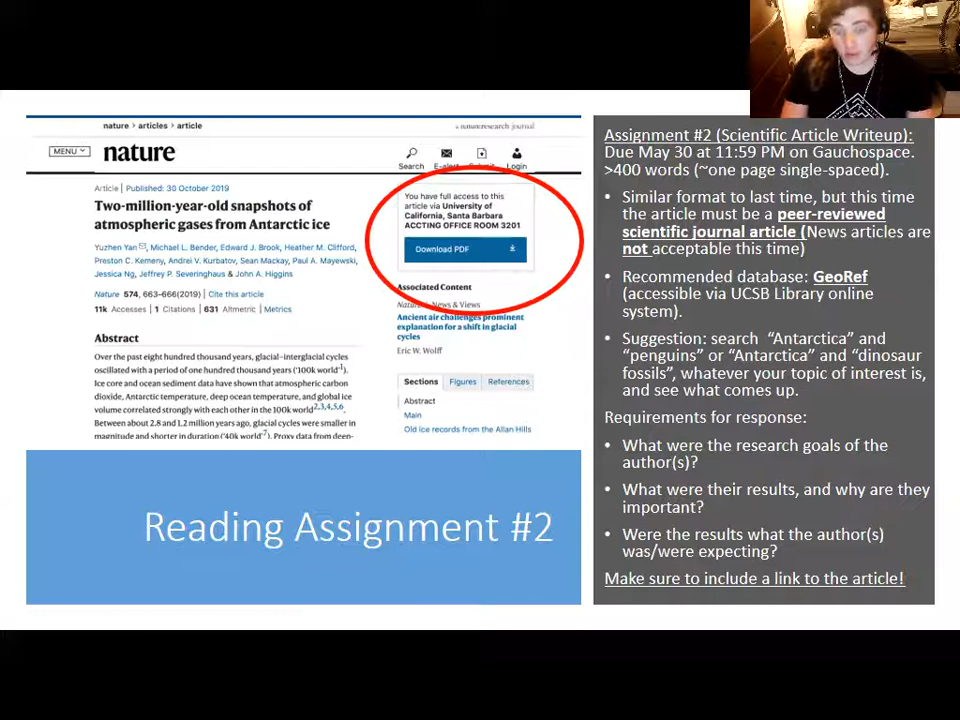 nature > articles > article
a natureresearch journal
MENU
nature
Search
Login
Article | Published: 30 October 2019
Two-million-year-old snapshots of
atmospheric gases from Antarctic ice
Yuzhen Yan, Michael L. Bender, Edward J. Brook, Heather M. Clifford,
Preston C. Kemeny, Andrei V. Kurbatov, Sean Mackay, Paul A. Mayewski,
Jessica Ng, Jeffrey P. Severinghaus & John A. Higgins
Nature 574, 663–666(2019) | Cite this article
11k Accesses | 1 Citations | 631 Altmetric | Metrics
Abstract
Over the past eight hundred thousand years, glacial–interglacial cycles
oscillated with a period of one hundred thousand years ('100k world'1).
Ice core and ocean sediment data have shown that atmospheric carbon
dioxide, Antarctic temperature, deep ocean temperature, and global ice
volume correlated strongly with each other in the 100k world2,3,4,5,6.
Between about 2.8 and 1.2 million years ago, glacial cycles were smaller in
magnitude and shorter in duration ('40k world'7). Proxy data from deep-
You have full access to this
article via University of
California, Santa Barbara
ACCTING OFFICE ROOM 3201
Download PDF
Associated Content
News & Views
Ancient air challenges prominent
explanation for a shift in glacial
cycles
Eric W. Wolff
Sections Figures References
Abstract
Main
Old ice records from the Allan Hills
Reading Assignment #2
Assignment #2 (Scientific Article Writeup):
Due May 30 at 11:59 PM on Gauchospace.
>400 words (~one page single-spaced).
• Similar format to last time, but this time
the article must be a peer-reviewed
scientific journal article (News articles are
not acceptable this time)
• Recommended database: GeoRef
(accessible via UCSB Library online
system).
• Suggestion: search “Antarctica” and
“penguins” or “Antarctica” and “dinosaur
fossils”, whatever your topic of interest is,
and see what comes up.
Requirements for response:
• What were the research goals of the
author(s)?
• What were their results, and why are they
important?
• Were the results what the author(s)
was/were expecting?
Make sure to include a link to the article!